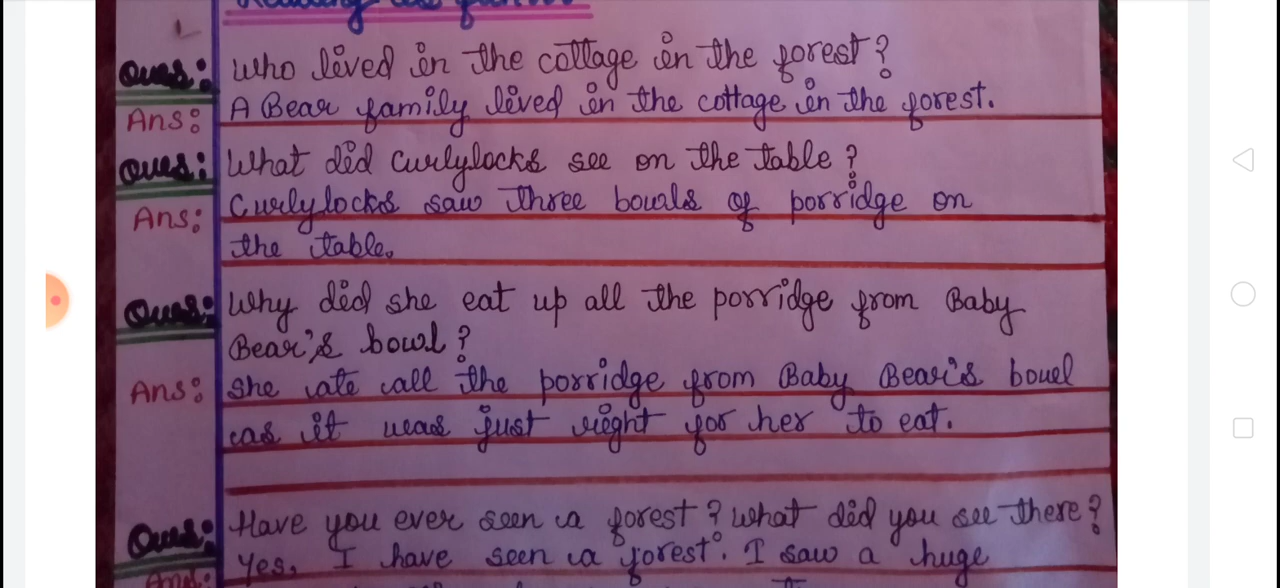 Reading
Ques: Who lived in the cottage in the forest?
Ans: A Bear family lived in the cottage in the forest.
Ques: What did Curlylocks see on the table?
Ans: Curlylocks saw three bowls of porridge on
the table.
Ques: Why did she eat up all the porridge from Baby
Bear's bowl?
Ans: She ate all the porridge from Baby Bear's bowl
as it was just right for her to eat.
Ques: Have you ever seen a forest? What did you see there?
Ans: Yes, I have seen a forest. I saw a huge